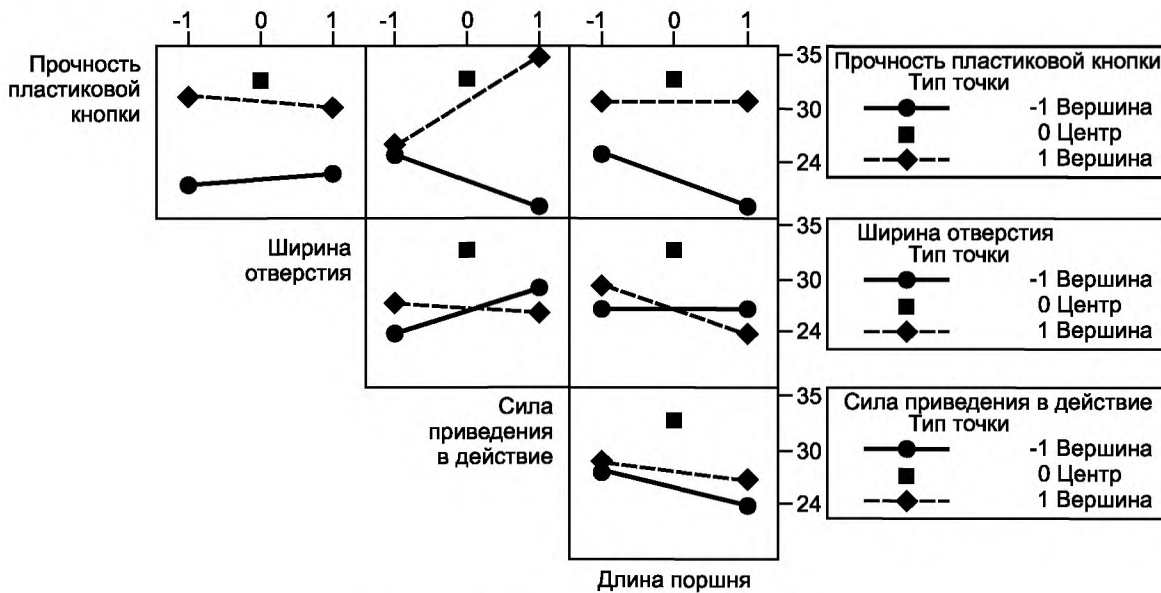 -1 0 1 -1 0 1 -1 0 1
Прочность
пластиковой
кнопки
35
30
24
Прочность пластиковой кнопки
Тип точки
-1 Вершина
0 Центр
1 Вершина
Ширина
отверстия
35
30
24
Ширина отверстия
Тип точки
-1 Вершина
0 Центр
1 Вершина
Сила
приведения
в действие
35
30
24
Сила приведения в действие
Тип точки
-1 Вершина
0 Центр
1 Вершина
Длина поршня